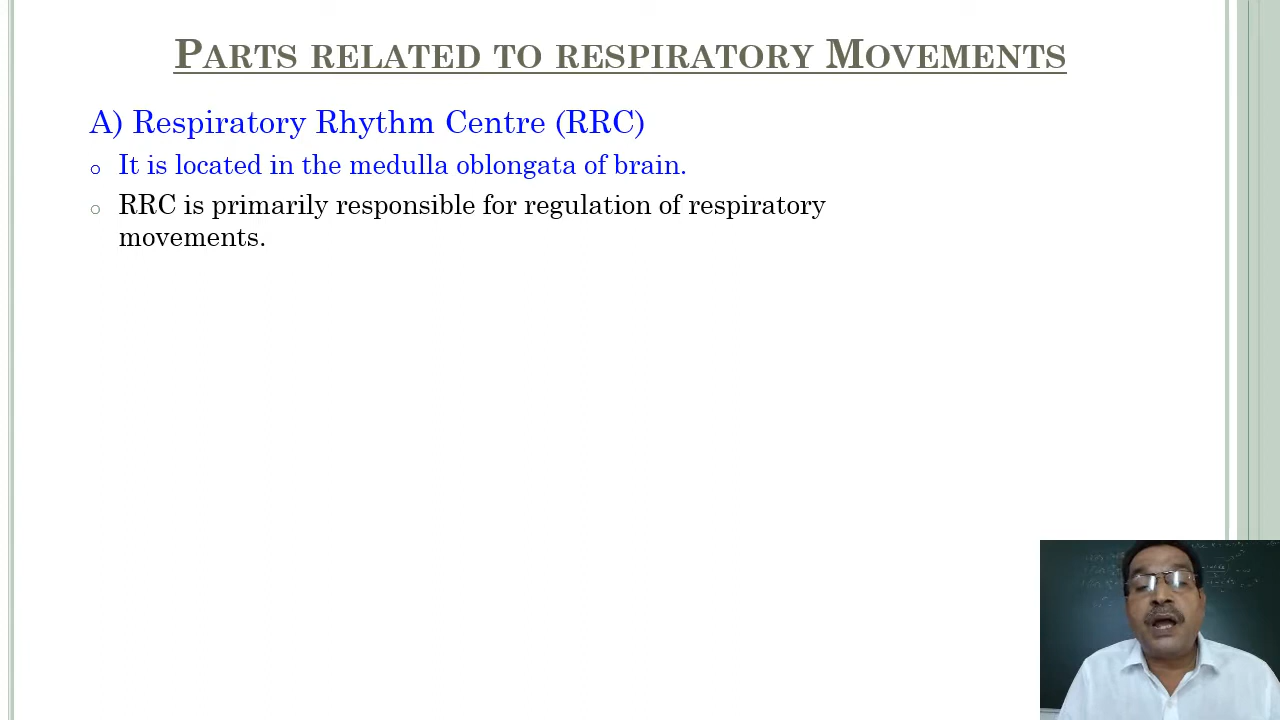 Parts related to respiratory Movements
A) Respiratory Rhythm Centre (RRC)
It is located in the medulla oblongata of brain.
RRC is primarily responsible for regulation of respiratory
movements.